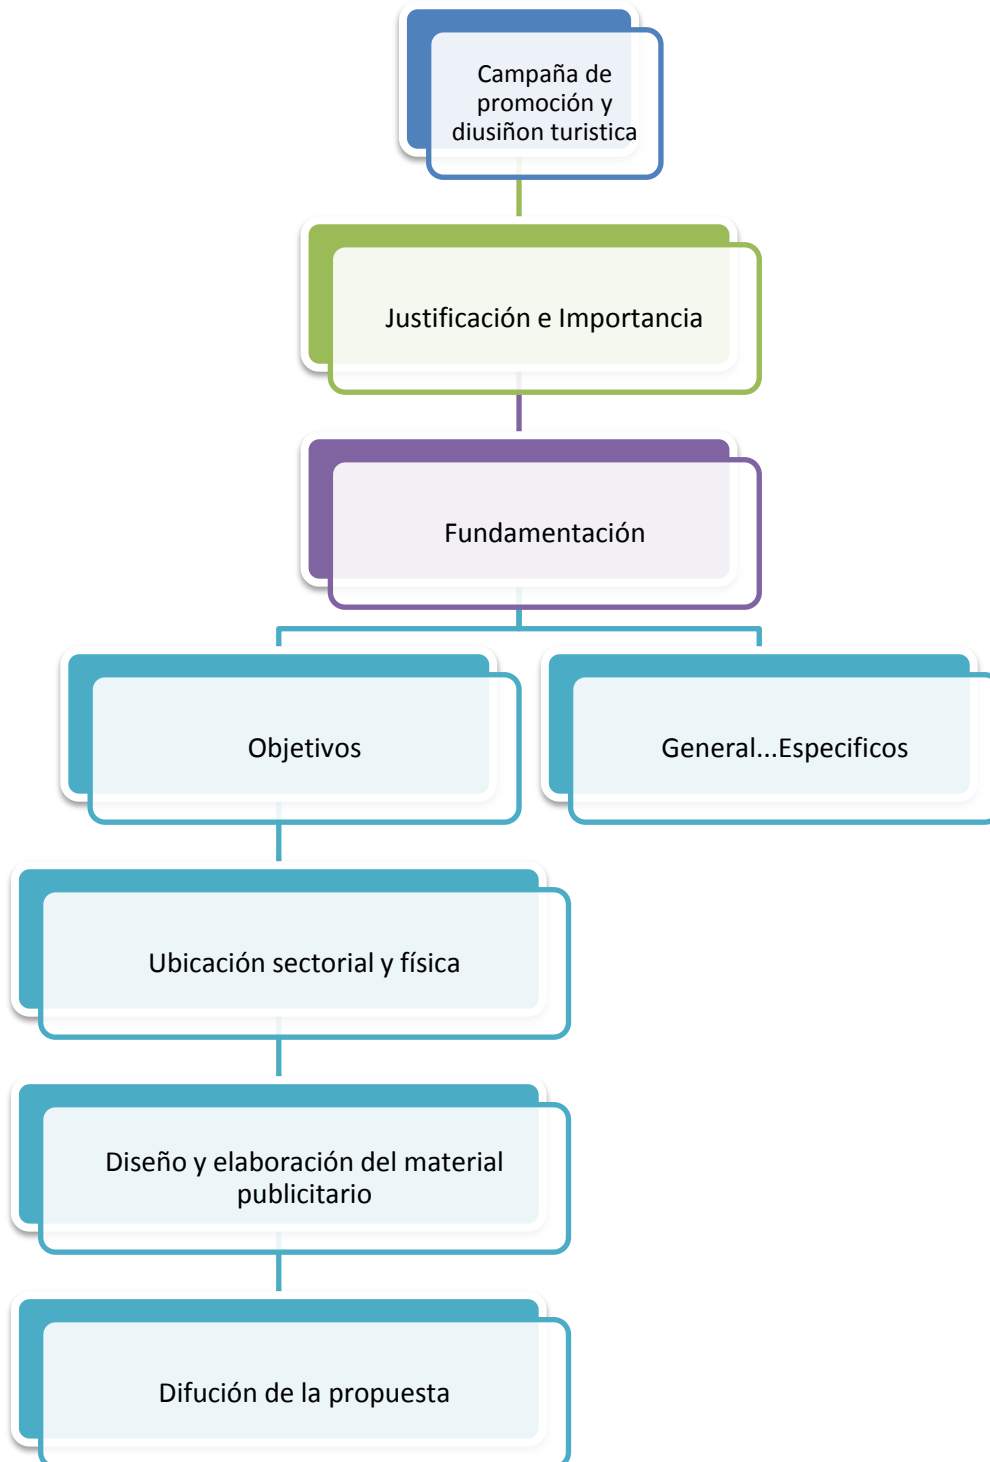 Campaña de
promoción y
diusiñon turistica
Justificación e Importancia
Fundamentación
Objetivos
General...Especificos
Ubicación sectorial y física
Diseño y elaboración del material
publicitario
Difución de la propuesta